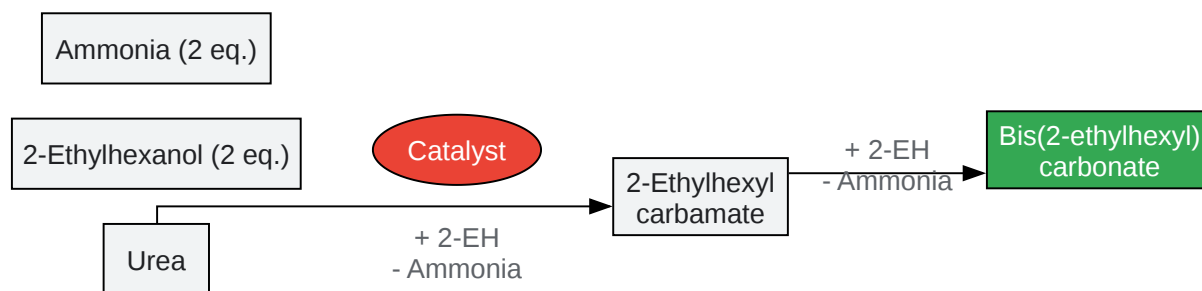 Ammonia (2 eq.)
2-Ethylhexanol (2 eq.)
Urea
Catalyst
+ 2-EH
- Ammonia
2-Ethylhexyl
carbamate
+ 2-EH
- Ammonia
Bis(2-ethylhexyl)
carbonate